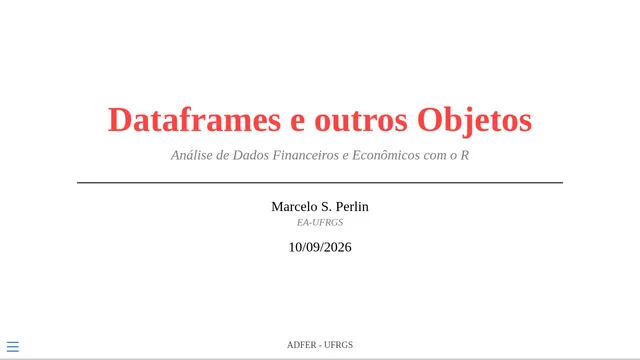 Dataframes e outros Objetos
Análise de Dados Financeiros e Econômicos com o R
Marcelo S. Perlin
EA-UFRGS
10/09/2026
ADFER - UFRGS